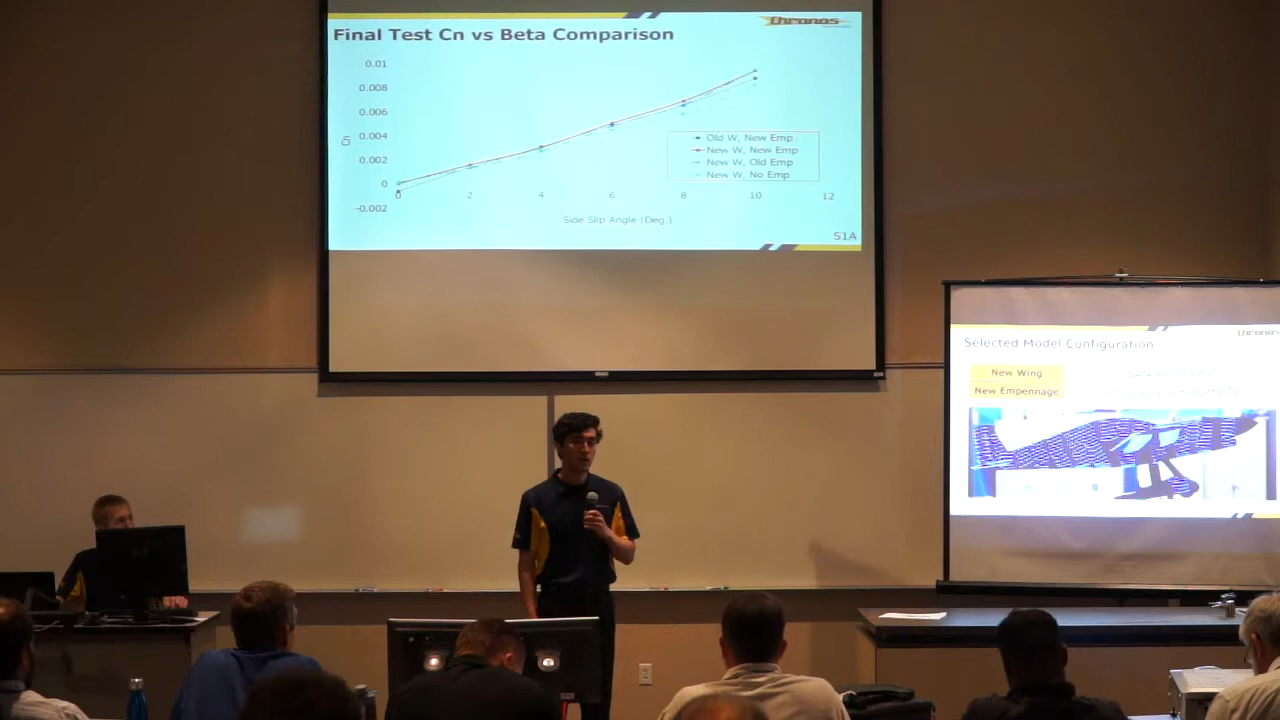 Final Test Cn vs Beta Comparison
Chronos
0.01
0.008
0.006
0.004
0.002
0
-0.002
Cn
0
2
4
6
8
10
12
Side Slip Angle (Deg.)
Old W, New Emp
New W, New Emp
New W, Old Emp
New W, No Emp
51A
Chronos
Selected Model Configuration
New Wing
New Empennage